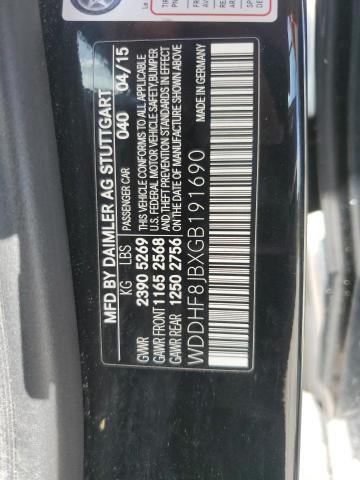 MFD BY DAIMLER AG STUTTGART
KG LBS PASSENGER CAR 040 04/15
GVWR 2390 5269 THIS VEHICLE CONFORMS TO ALL APPLICABLE
GAWR FRONT 1165 2568 U.S. FEDERAL MOTOR VEHICLE SAFETY, BUMPER
GAWR REAR 1250 2756 AND THEFT PREVENTION STANDARDS IN EFFECT
ON THE DATE OF MANUFACTURE SHOWN ABOVE
WDDHF8JBXGB191690 MADE IN GERMANY